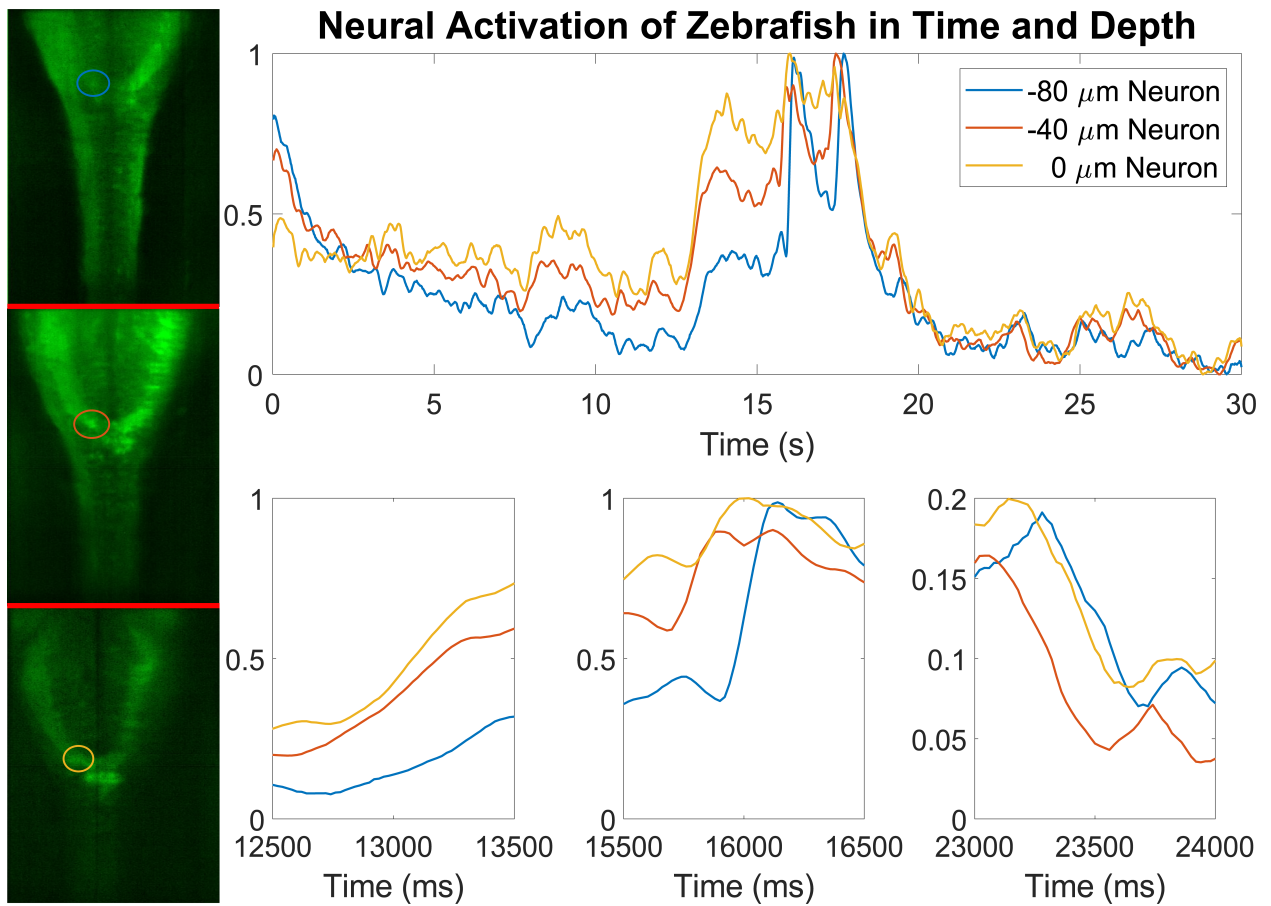 Neural Activation of Zebrafish in Time and Depth
1
0.5
0
-80 μm Neuron
-40 μm Neuron
0 μm Neuron
0 5 10 15 20 25 30
Time (s)
1
0.5
0
12500 13000 13500
Time (ms)
1
0.5
0
15500 16000 16500
Time (ms)
0.2
0.15
0.1
0.05
0
23000 23500 24000
Time (ms)